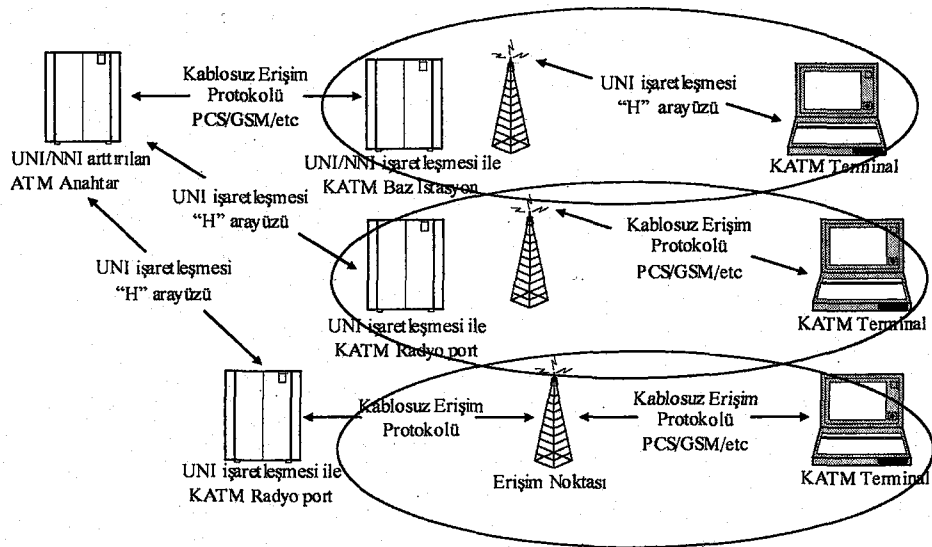 Kablosuz Erişim
Protokolü
PCS/GSM/etc
UNI işaretleşmesi
“H” arayüzü
UNI/NNI arttırılan
ATM Anahtar
UNI/NNI işaretleşmesi ile
KATM Baz Istasyon
KATM Terminal
UNI işaretleşmesi
“H” arayüzü
Kablosuz Erişim
Protokolü
PCS/GSM/etc
UNI işaretleşmesi
“H” arayüzü
UNI işaretleşmesi ile
KATM Radyo port
KATM Terminal
Kablosuz Erişim
Protokolü
Kablosuz Erişim
Protokolü
PCS/GSM/etc
UNI işaretleşmesi ile
KATM Radyo port
Erişim Noktası
KATM Terminal